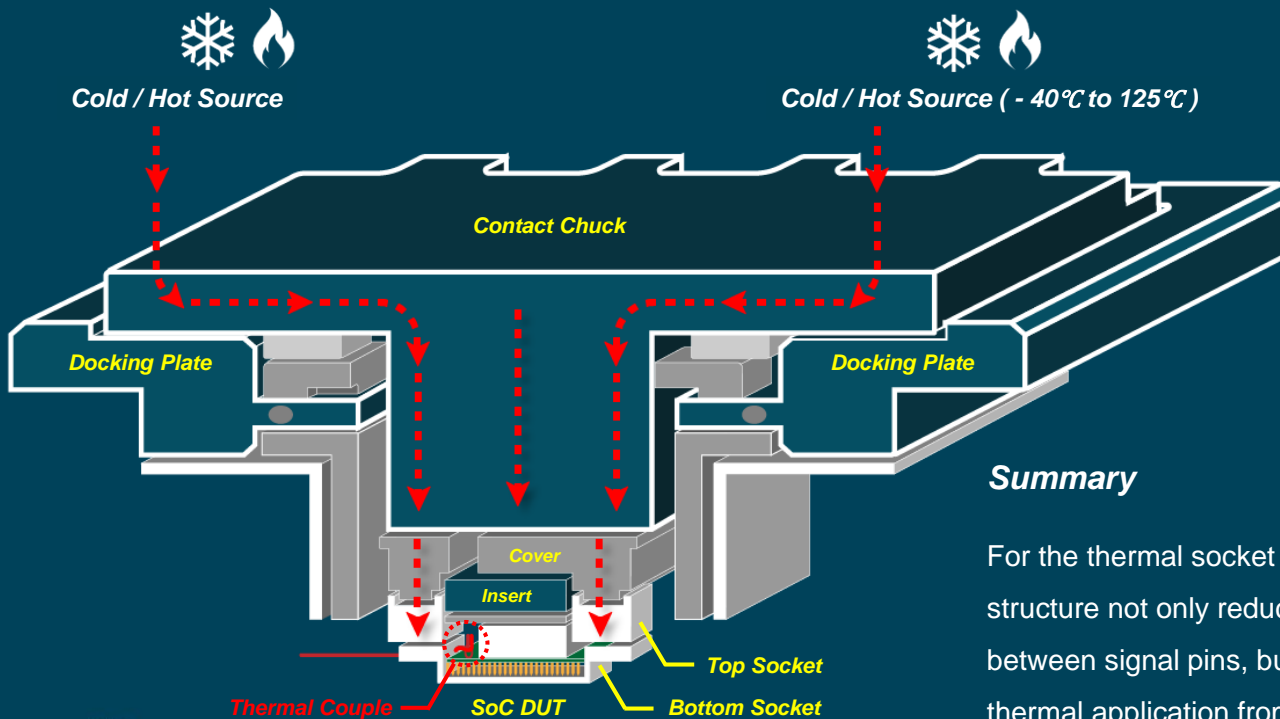 Cold / Hot Source
Cold / Hot Source ( - 40℃ to 125℃ )
Contact Chuck
Docking Plate
Docking Plate
Summary
For the thermal socket
structure not only reduc
between signal pins, bu
thermal application from
Cover
Insert
Top Socket
Thermal Couple
SoC DUT
Bottom Socket